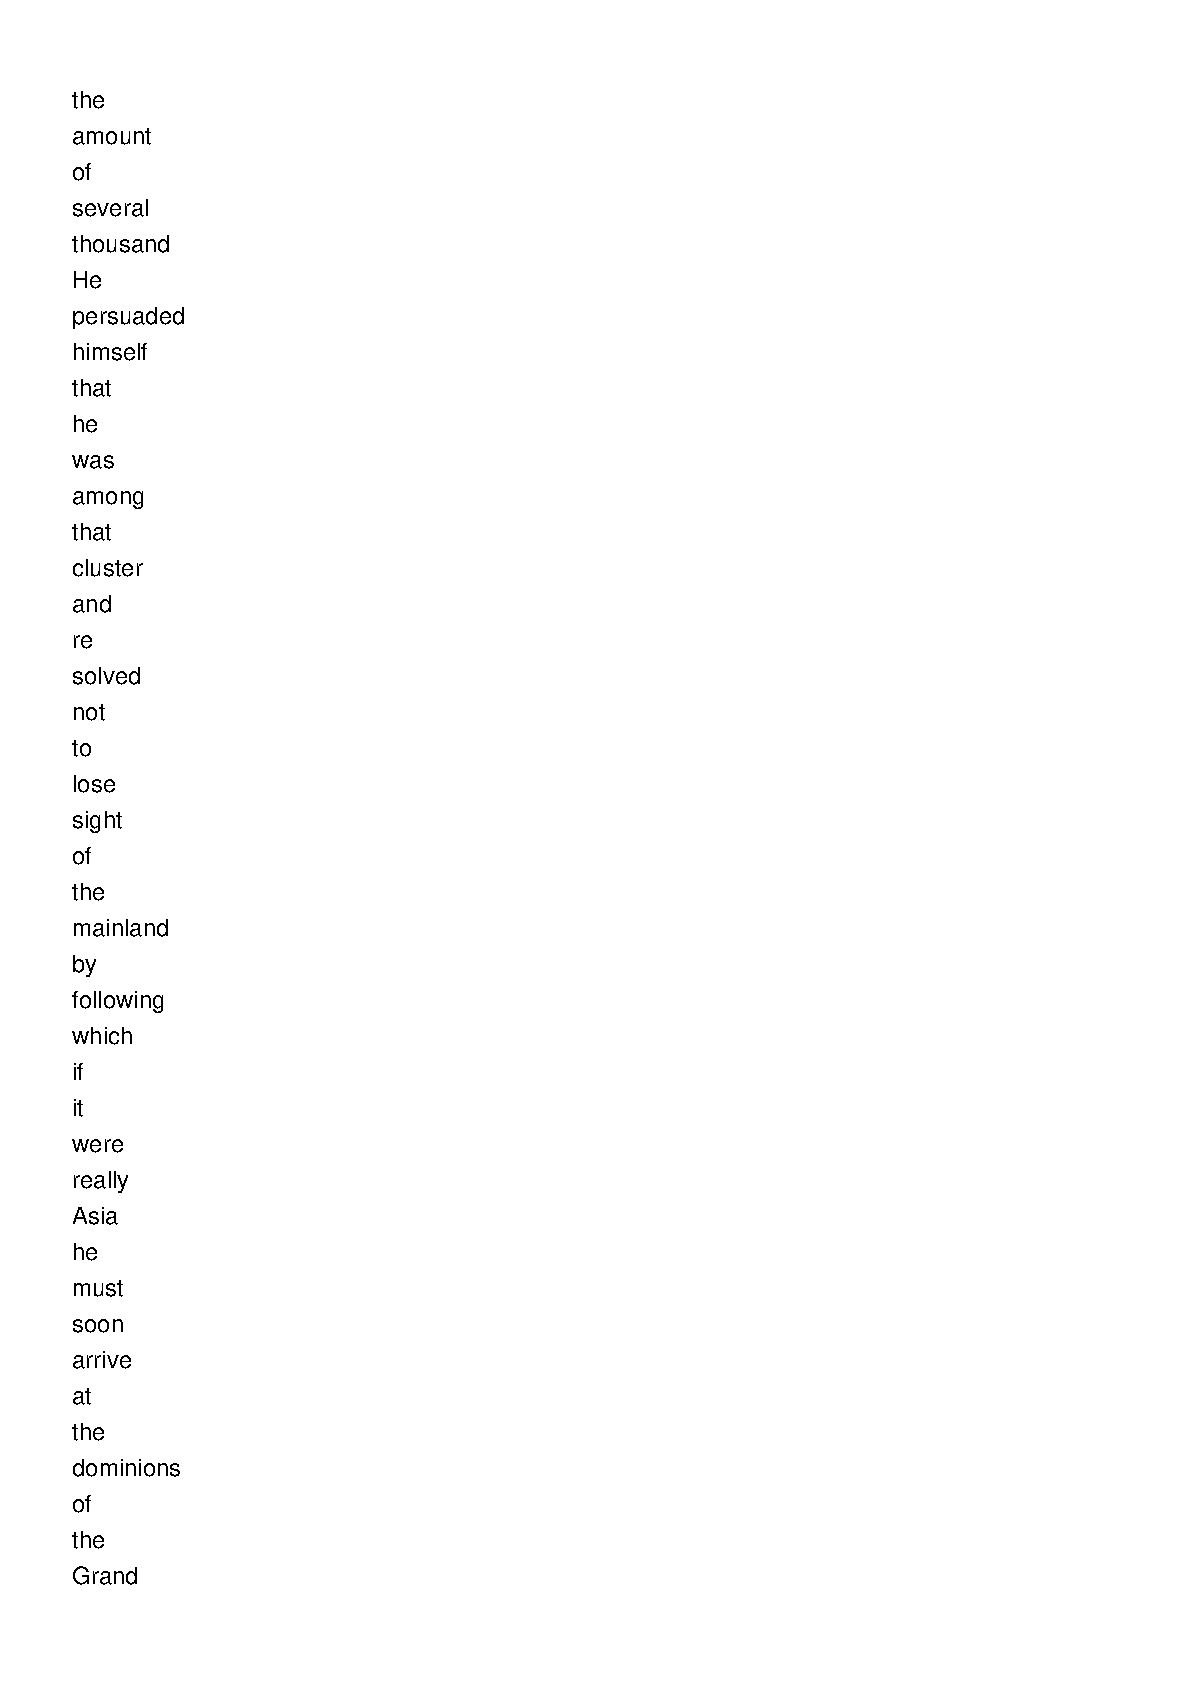 the
amount
of
several
thousand
He
persuaded
himself
that
he
was
among
that
cluster
and
re
solved
not
to
lose
sight
of
the
mainland
by
following
which
if
it
were
really
Asia
he
must
soon
arrive
at
the
dominions
of
the
Grand